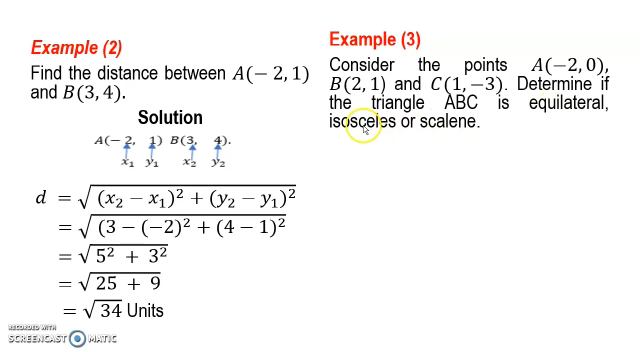 Example (2)
Find the distance between A(− 2, 1)
and B(3, 4).
Solution
A(− 2, 1) B(3, 4).
x₁ y₁ x₂ y₂
d = √(x₂ − x₁)² + (y₂ − y₁)²
= √(3 − (−2)² + (4 − 1)²
= √5² + 3²
= √25 + 9
= √34 Units
RECORDED WITH
SCREENCAST MATIC
Example (3)
Consider the points A(−2, 0),
B(2, 1) and C(1, −3). Determine if
the triangle ABC is equilateral,
isosceles or scalene.